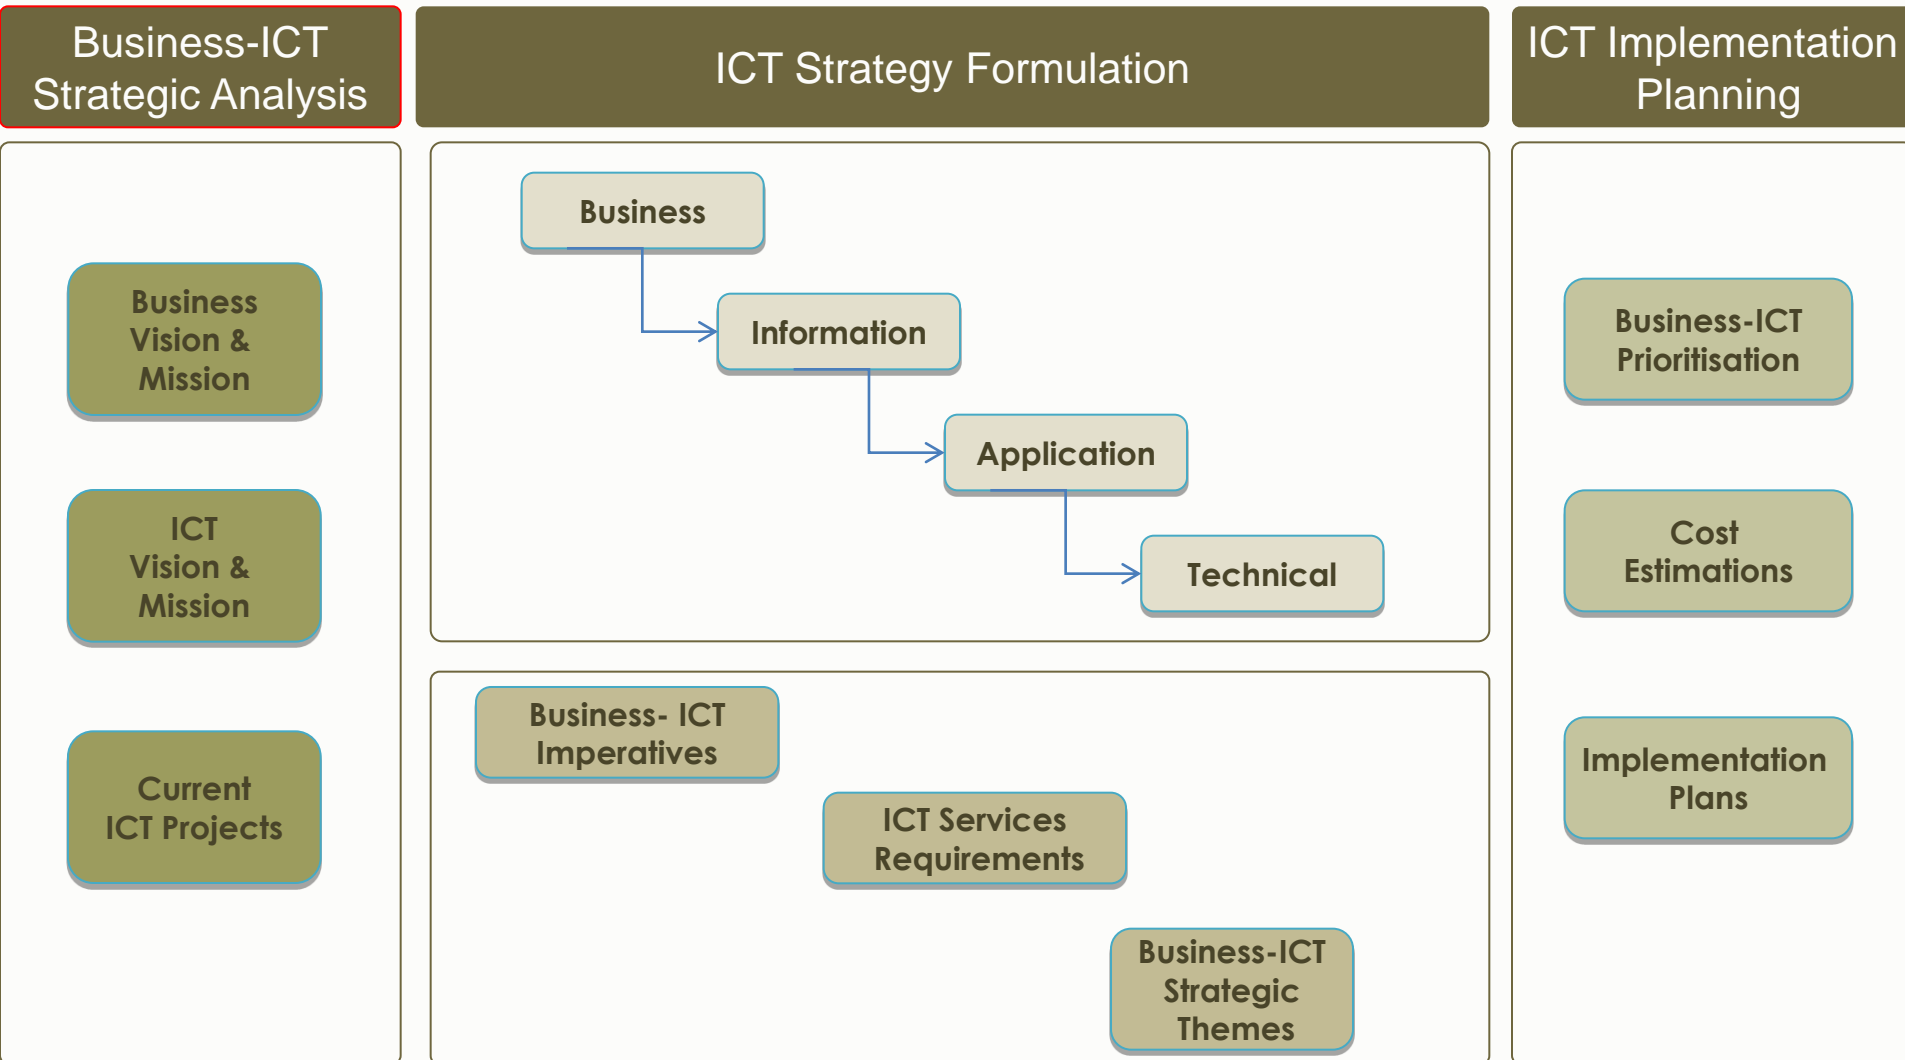 Business-ICT
Strategic Analysis
ICT Strategy Formulation
ICT Implementation
Planning
Business
Vision &
Mission
ICT
Vision &
Mission
Current
ICT Projects
Business
Information
Application
Technical
Business- ICT
Imperatives
ICT Services
Requirements
Business-ICT
Strategic
Themes
Business-ICT
Prioritisation
Cost
Estimations
Implementation
Plans